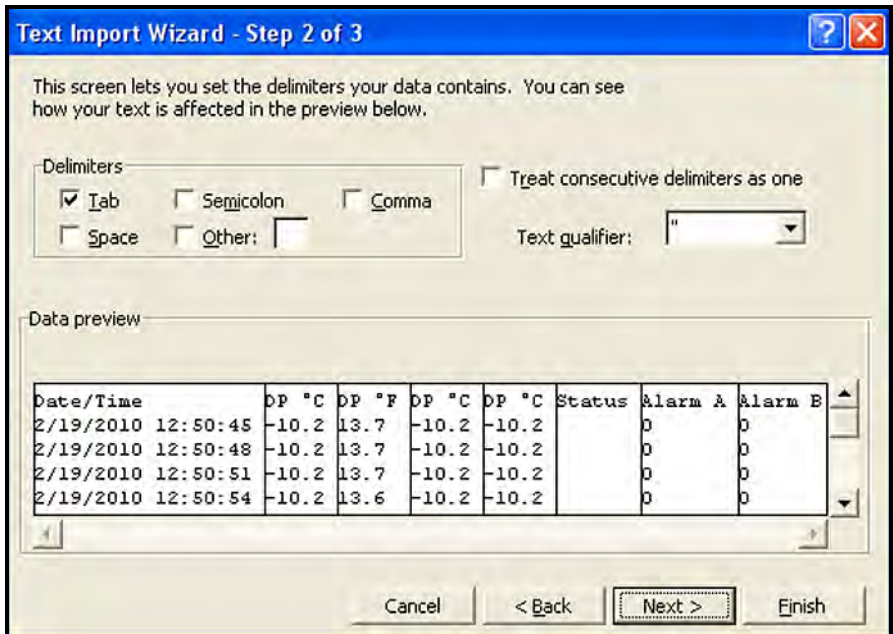 Text Import Wizard - Step 2 of 3
This screen lets you set the delimiters your data contains.  You can see
how your text is affected in the preview below.
Delimiters
Tab Semicolon Comma
Space Other:
Treat consecutive delimiters as one
Text qualifier: "
Data preview
Date/Time DP °C DP °F DP °C DP °C Status Alarm A Alarm B
2/19/2010 12:50:45 -10.2 13.7 -10.2 -10.2 0 0
2/19/2010 12:50:48 -10.2 13.7 -10.2 -10.2 0 0
2/19/2010 12:50:51 -10.2 13.7 -10.2 -10.2 0 0
2/19/2010 12:50:54 -10.2 13.6 -10.2 -10.2 0 0
Cancel < Back Next > Finish